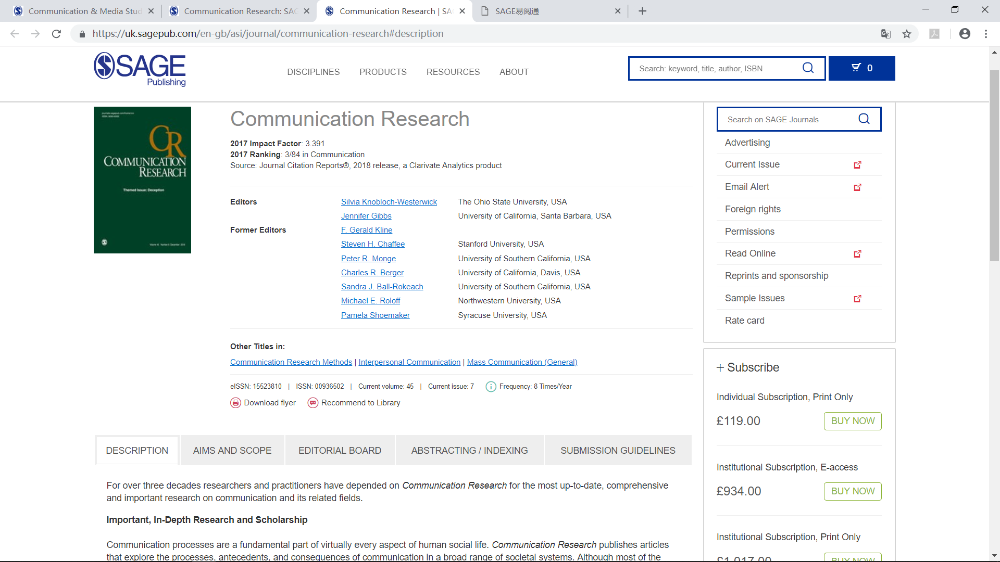 Communication & Media Stud
Communication Research: SAG
Communication Research | SA
SAGE易阅通
https://uk.sagepub.com/en-gb/asi/journal/communication-research#description
SAGE
Publishing
DISCIPLINES
PRODUCTS
RESOURCES
ABOUT
Search: keyword, title, author, ISBN
0
CR
COMMUNICATION
RESEARCH
Themed Issue: Deception
Communication Research
2017 Impact Factor: 3.391
2017 Ranking: 3/84 in Communication
Source: Journal Citation Reports®, 2018 release, a Clarivate Analytics product
Editors
Silvia Knobloch-Westerwick The Ohio State University, USA
Jennifer Gibbs University of California, Santa Barbara, USA
Former Editors F. Gerald Kline
Steven H. Chaffee Stanford University, USA
Peter R. Monge University of Southern California, USA
Charles R. Berger University of California, Davis, USA
Sandra J. Ball-Rokeach University of Southern California, USA
Michael E. Roloff Northwestern University, USA
Pamela Shoemaker Syracuse University, USA
Other Titles in:
Communication Research Methods | Interpersonal Communication | Mass Communication (General)
eISSN: 15523810 | ISSN: 00936502 | Current volume: 45 | Current issue: 7 Frequency: 8 Times/Year
Download flyer Recommend to Library
DESCRIPTION
AIMS AND SCOPE
EDITORIAL BOARD
ABSTRACTING / INDEXING
SUBMISSION GUIDELINES
For over three decades researchers and practitioners have depended on Communication Research for the most up-to-date, comprehensive
and important research on communication and its related fields.
Important, In-Depth Research and Scholarship
Communication processes are a fundamental part of virtually every aspect of human social life. Communication Research publishes articles
that explore the processes, antecedents, and consequences of communication in a broad range of societal systems. Although most of the
Search on SAGE Journals
Advertising
Current Issue
Email Alert
Foreign rights
Permissions
Read Online
Reprints and sponsorship
Sample Issues
Rate card
+ Subscribe
Individual Subscription, Print Only
£119.00 BUY NOW
Institutional Subscription, E-access
£934.00 BUY NOW
Institutional Subscription, Print Only
£1,017.00 BUY NOW